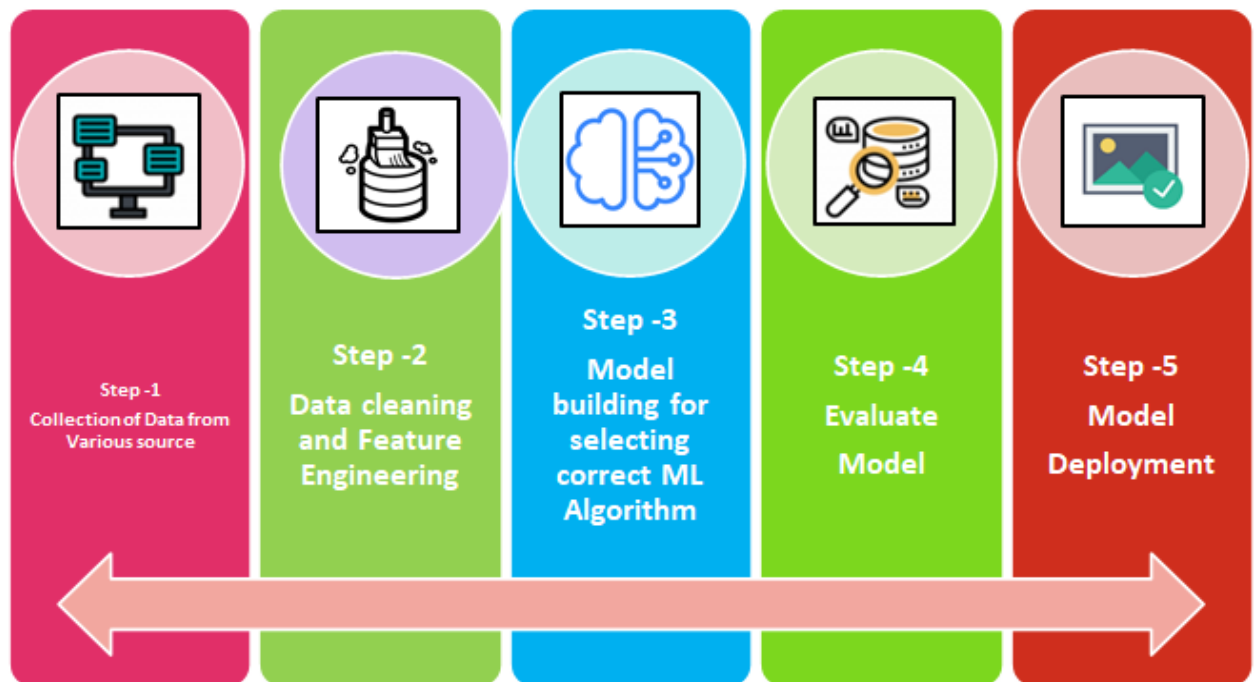 Step -1
Collection of Data from
Various source
Step -2
Data cleaning
and Feature
Engineering
Step -3
Model
building for
selecting
correct ML
Algorithm
Step -4
Evaluate
Model
Step -5
Model
Deployment